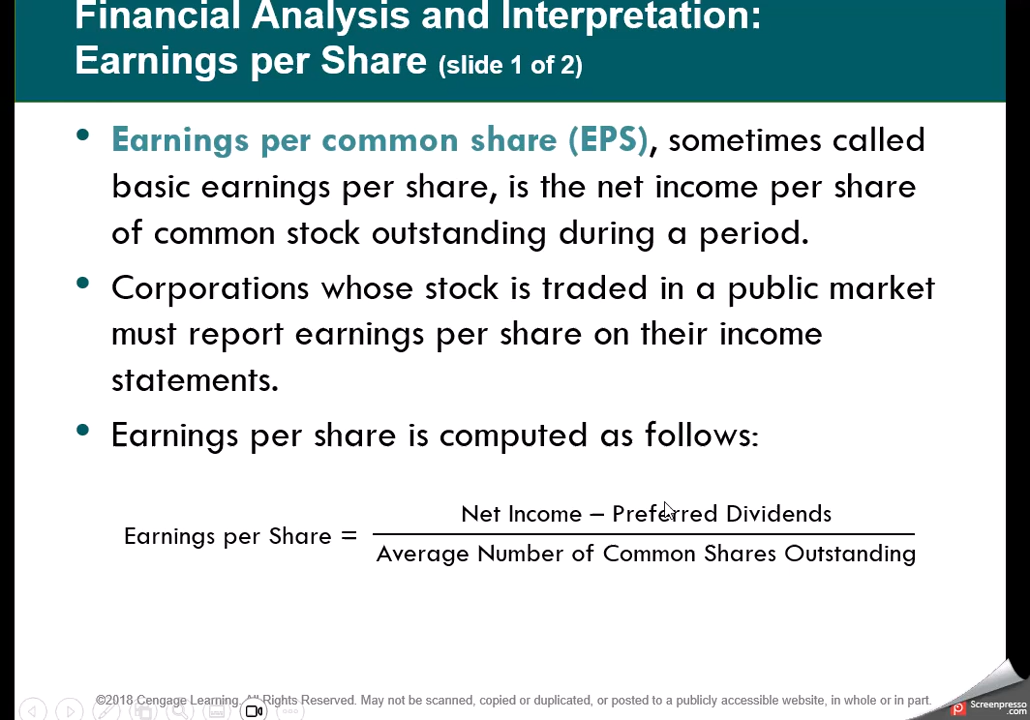 Financial Analysis and Interpretation:
Earnings per Share (slide 1 of 2)
• Earnings per common share (EPS), sometimes called
basic earnings per share, is the net income per share
of common stock outstanding during a period.
• Corporations whose stock is traded in a public market
must report earnings per share on their income
statements.
• Earnings per share is computed as follows:
Net Income – Preferred Dividends
Earnings per Share =
Average Number of Common Shares Outstanding
©2018 Cengage Learning. All Rights Reserved. May not be scanned, copied or duplicated, or posted to a publicly accessible website, in whole or in part.
Screenpresso
.com